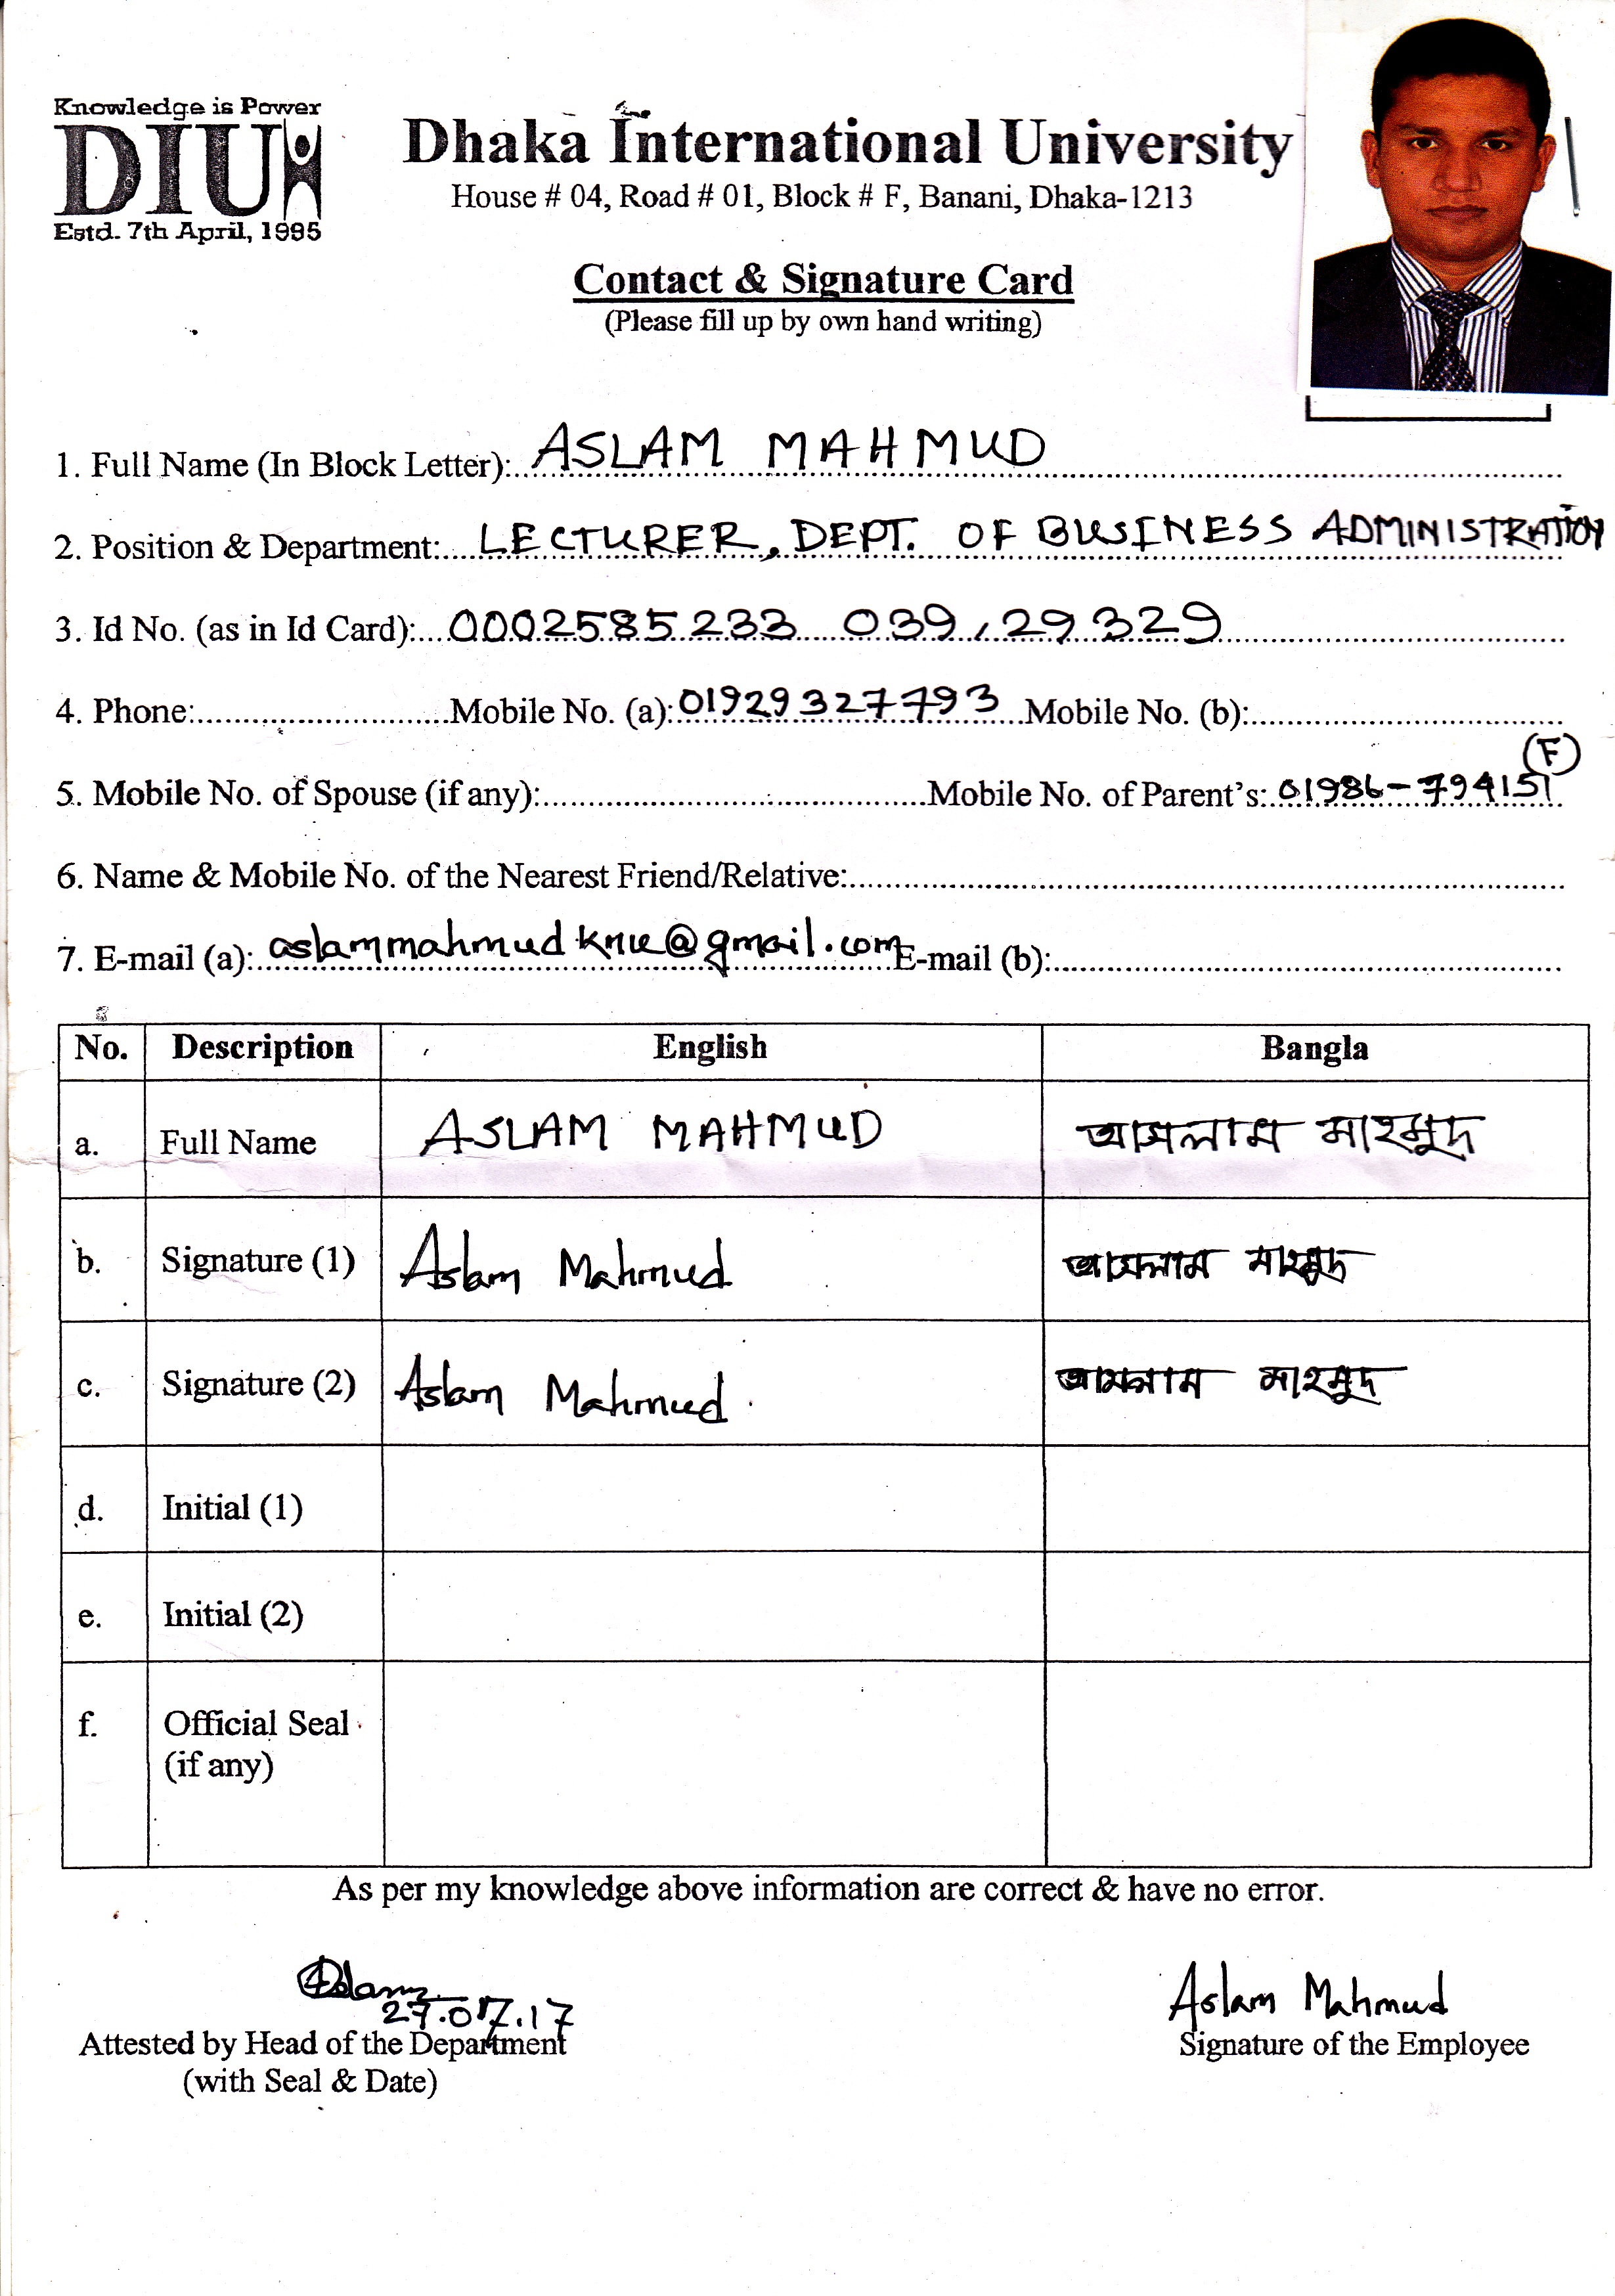 Knowledge is Power
DIU
Estd. 7th April, 1995
Dhaka International University
House # 04, Road # 01, Block # F, Banani, Dhaka-1213
Contact & Signature Card
(Please fill up by own hand writing)
1. Full Name (In Block Letter): ASLAM MAHMUD
2. Position & Department: LECTURER, DEPT. OF BUSINESS ADMINISTRATION
3. Id No. (as in Id Card): 0002585233 039,29329
4. Phone: Mobile No. (a): 01929327793 Mobile No. (b):
(F)
5. Mobile No. of Spouse (if any): Mobile No. of Parent's: 01986-794151
6. Name & Mobile No. of the Nearest Friend/Relative:
7. E-mail (a): aslammahmudknu@gmail.com E-mail (b):
No. Description English Bangla
a. Full Name ASLAM MAHMUD আসলাম মাহমুদ
b. Signature (1) Aslam Mahmud আসলাম মাহমুদ
c. Signature (2) Aslam Mahmud আসলাম মাহমুদ
d. Initial (1)
e. Initial (2)
f. Official Seal
(if any)
As per my knowledge above information are correct & have no error.
27.07.17 Aslam Mahmud
Attested by Head of the Department Signature of the Employee
(with Seal & Date)